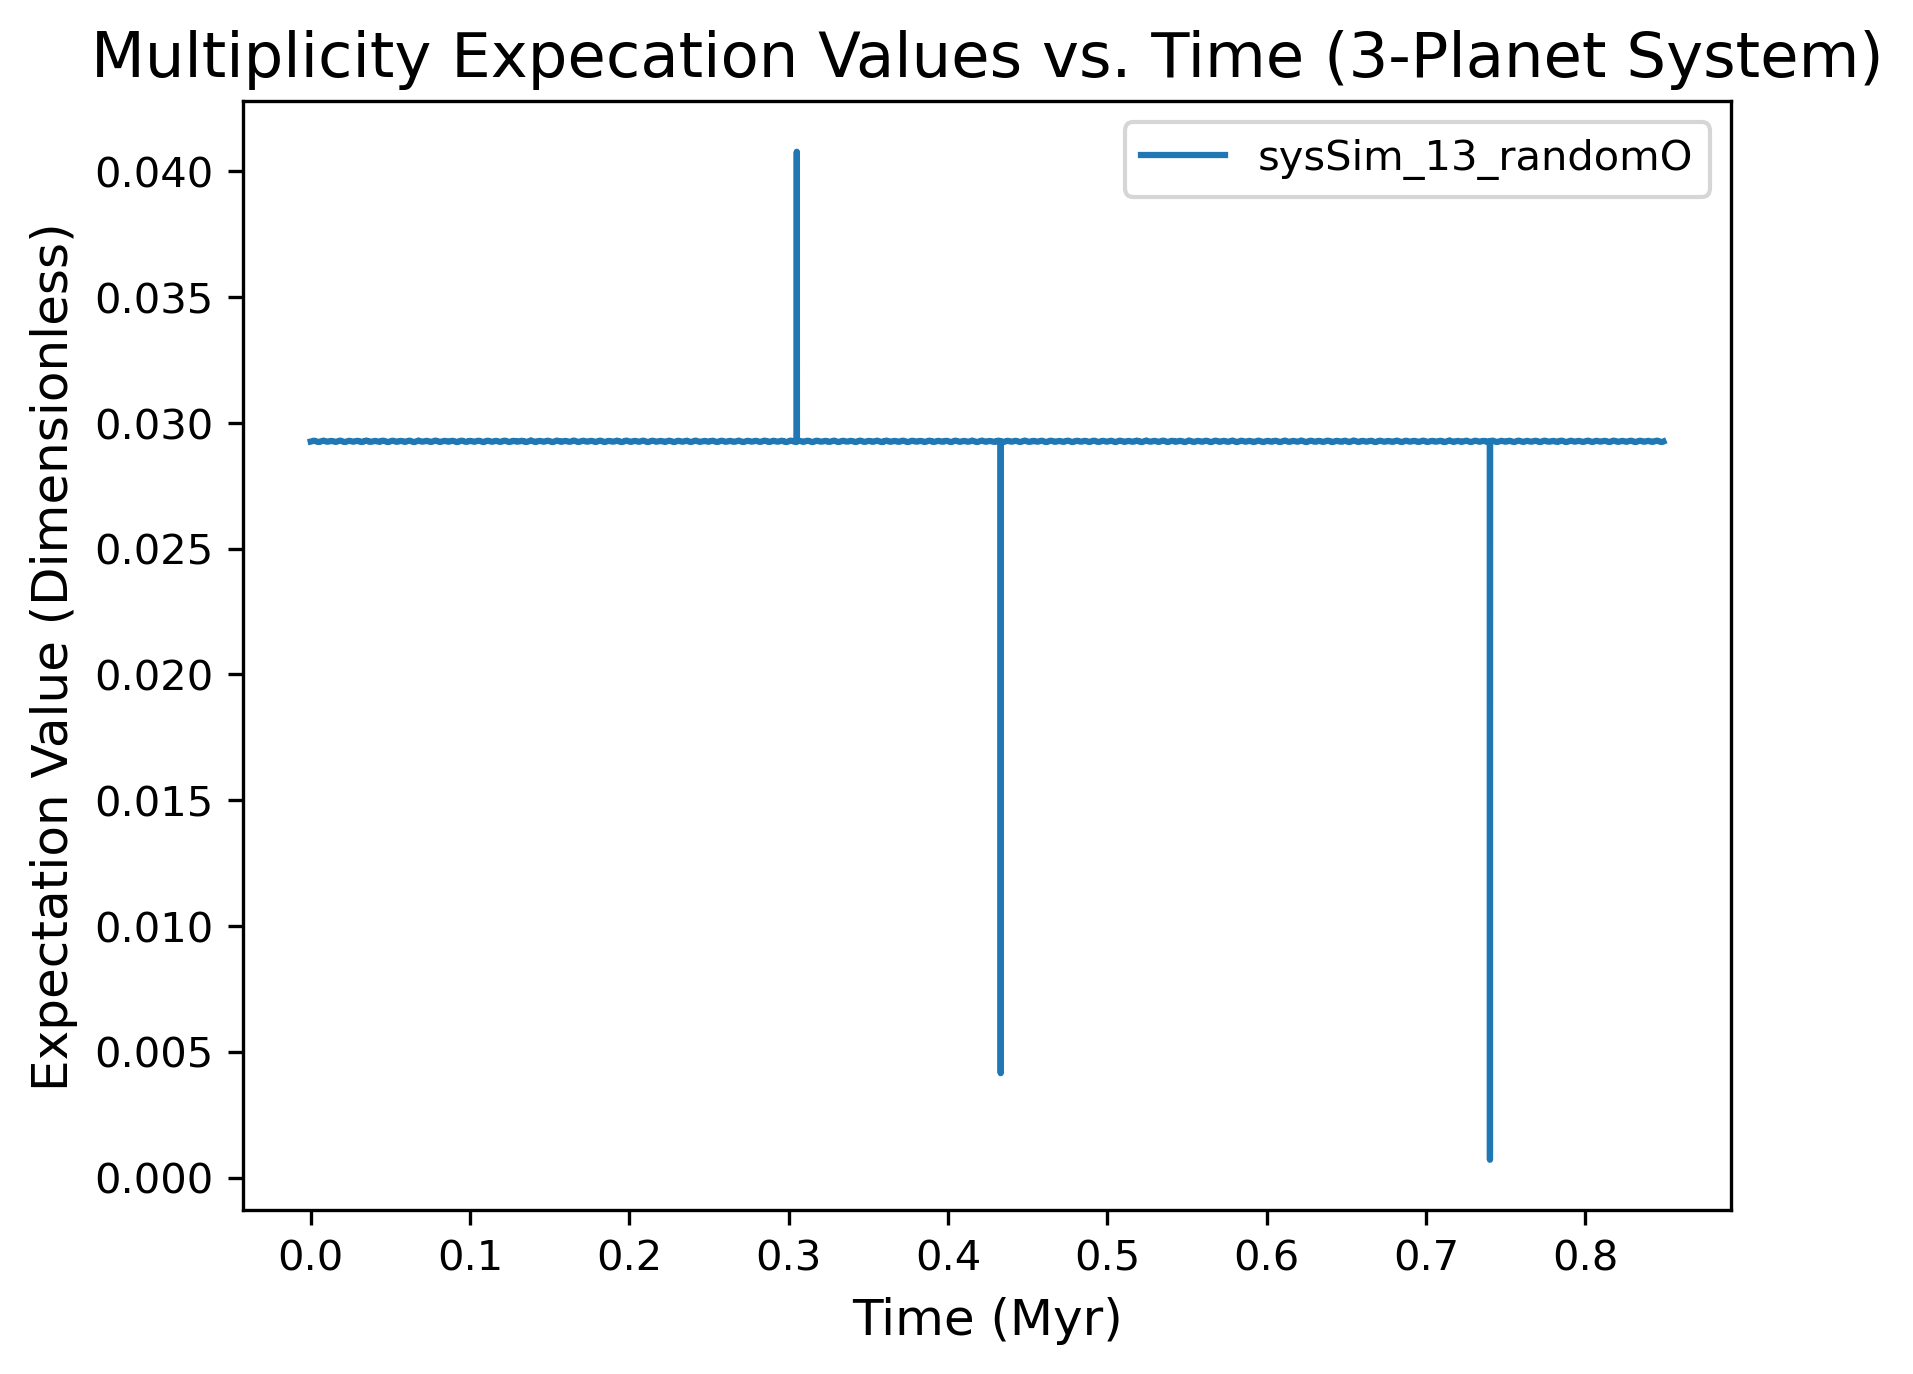 Multiplicity Expecation Values vs. Time (3-Planet System)
sysSim_13_randomO
Expectation Value (Dimensionless)
0.040
0.035
0.030
0.025
0.020
0.015
0.010
0.005
0.000
0.0 0.1 0.2 0.3 0.4 0.5 0.6 0.7 0.8
Time (Myr)